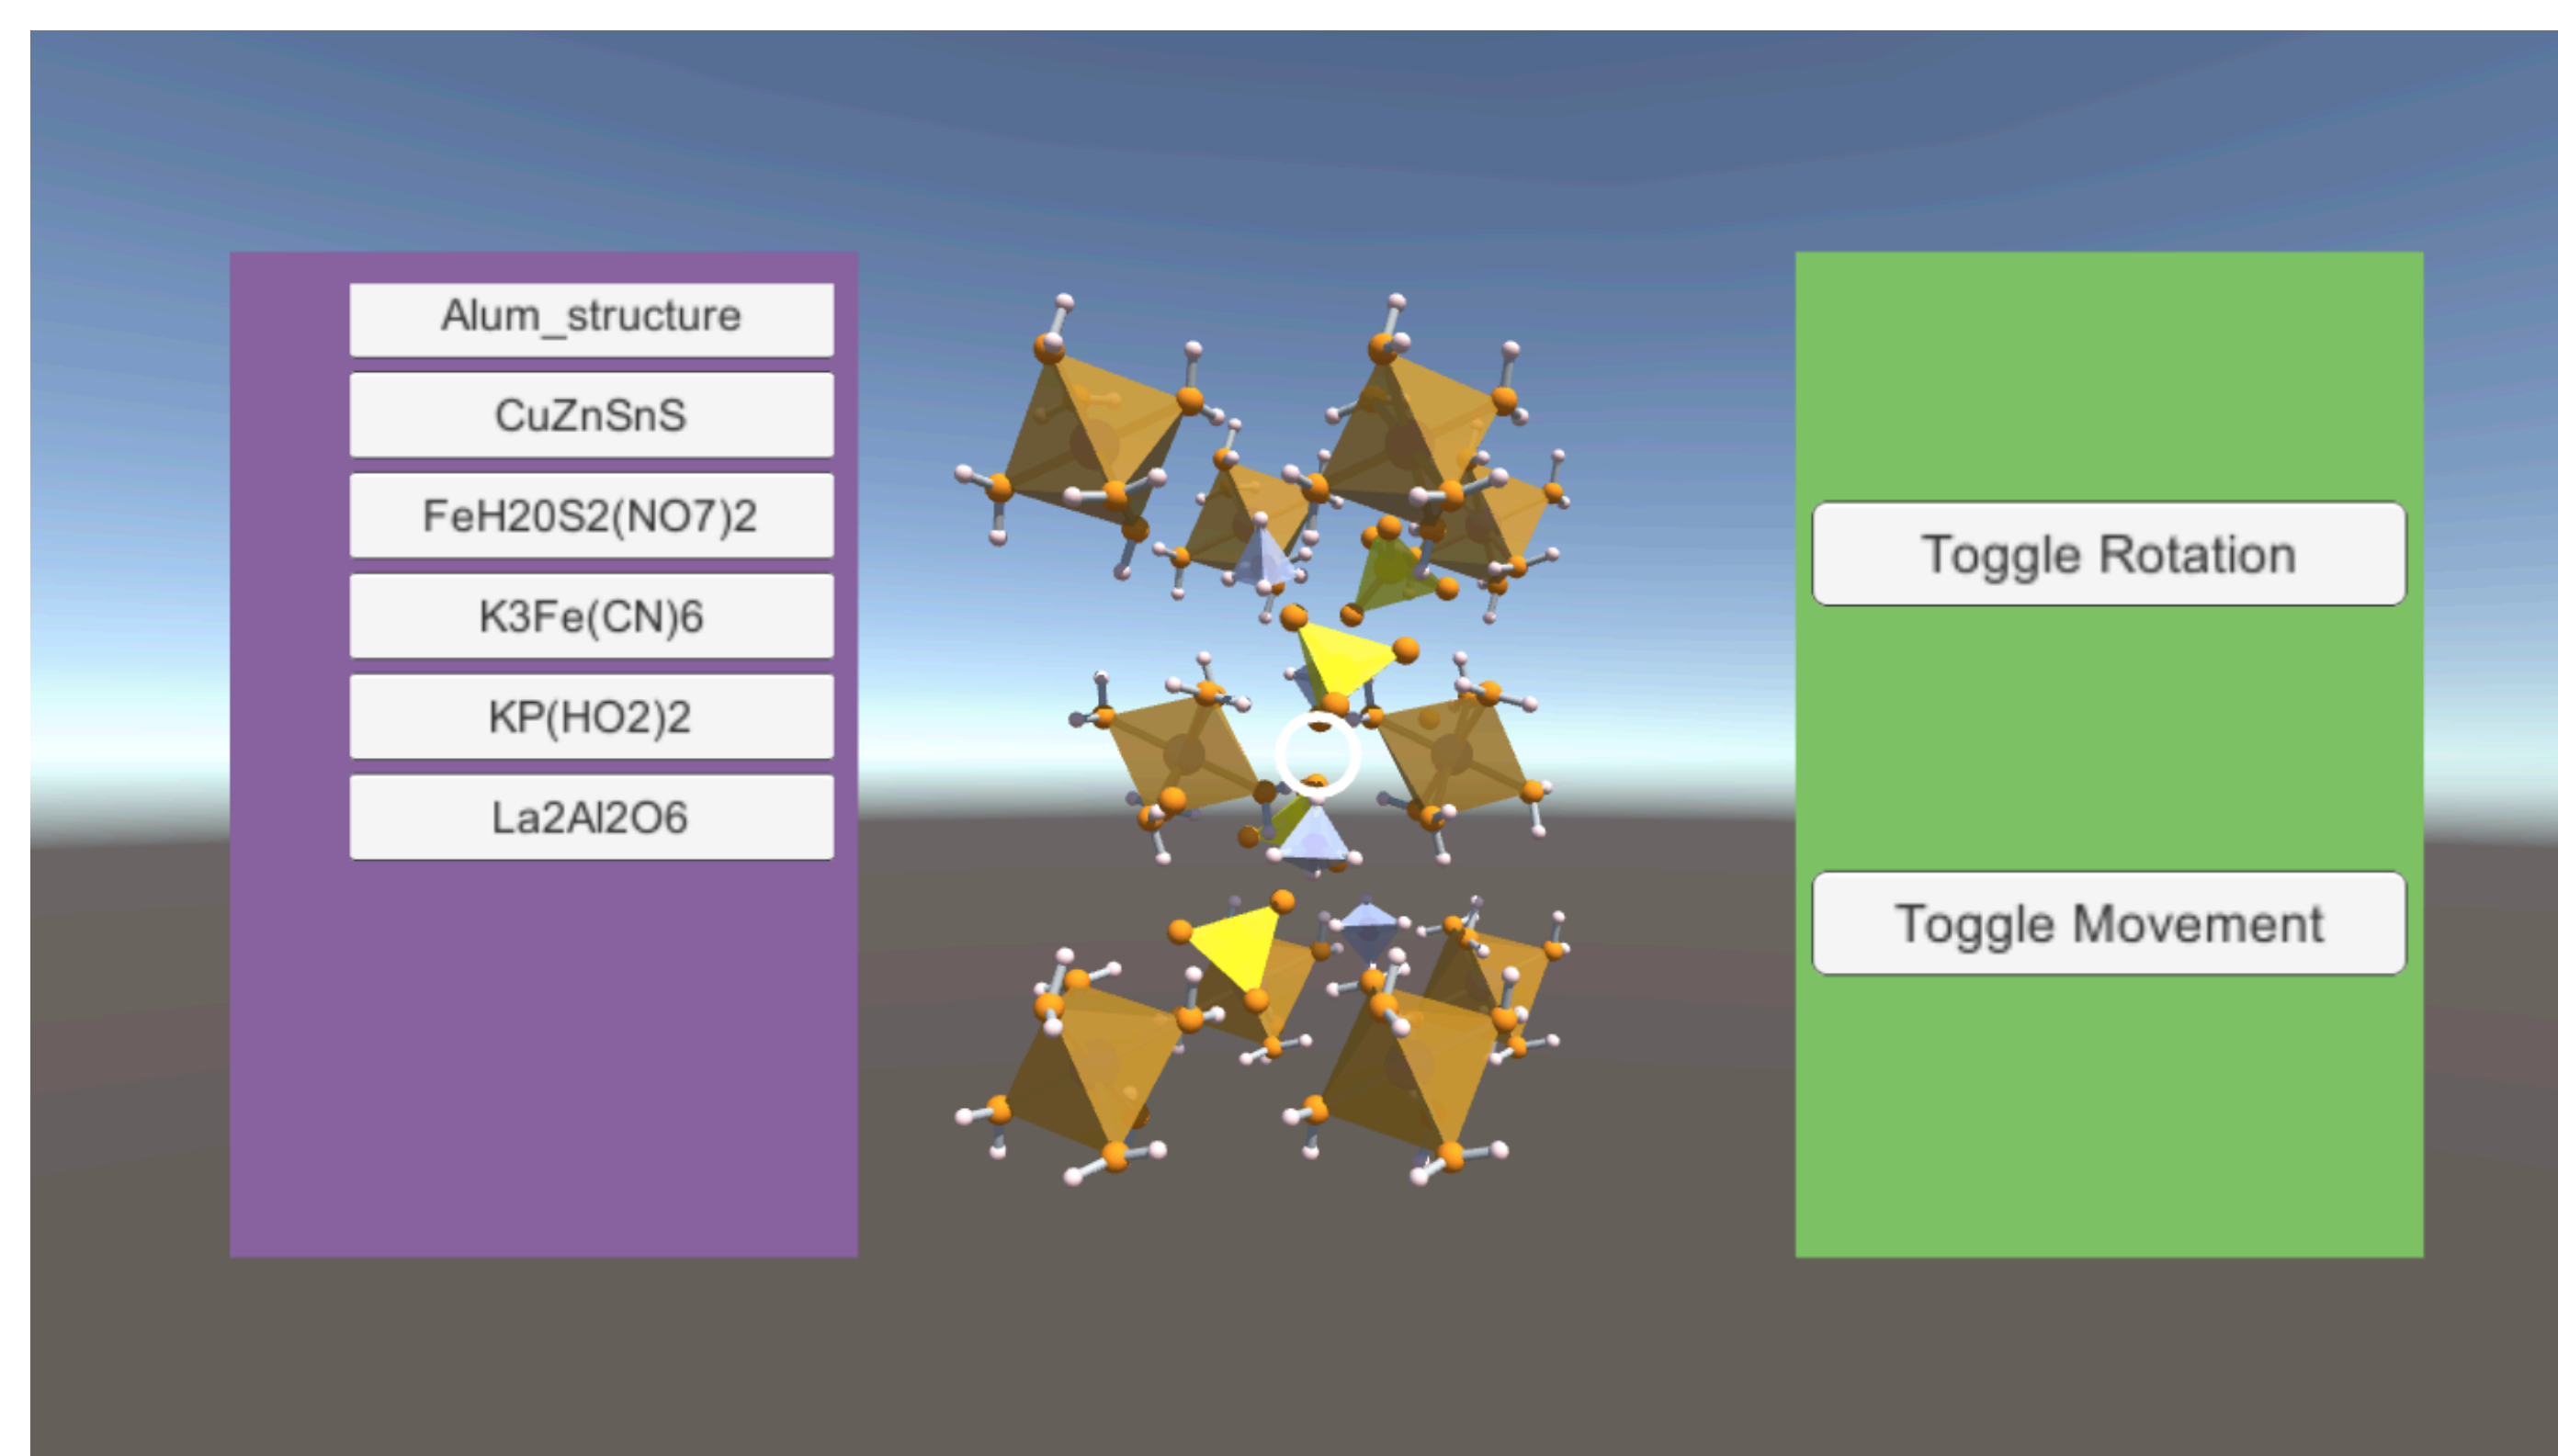 Alum_structure
CuZnSnS
FeH20S2(NO7)2
K3Fe(CN)6
KP(HO2)2
La2Al2O6
Toggle Rotation
Toggle Movement